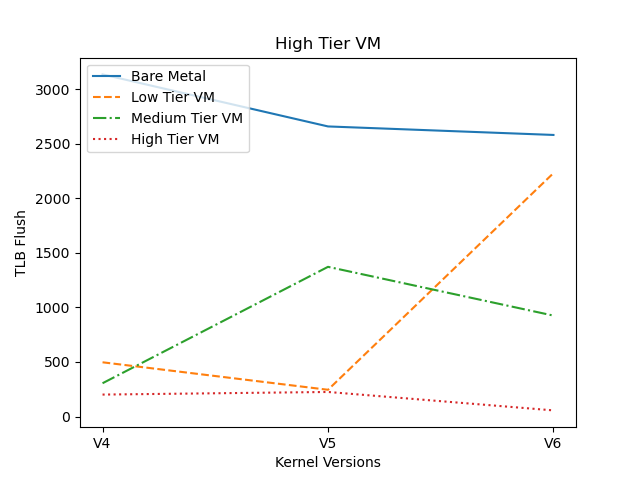 High Tier VM
Bare Metal
Low Tier VM
Medium Tier VM
High Tier VM
3000
2500
2000
1500
1000
500
0
TLB Flush
V4 V5 V6
Kernel Versions